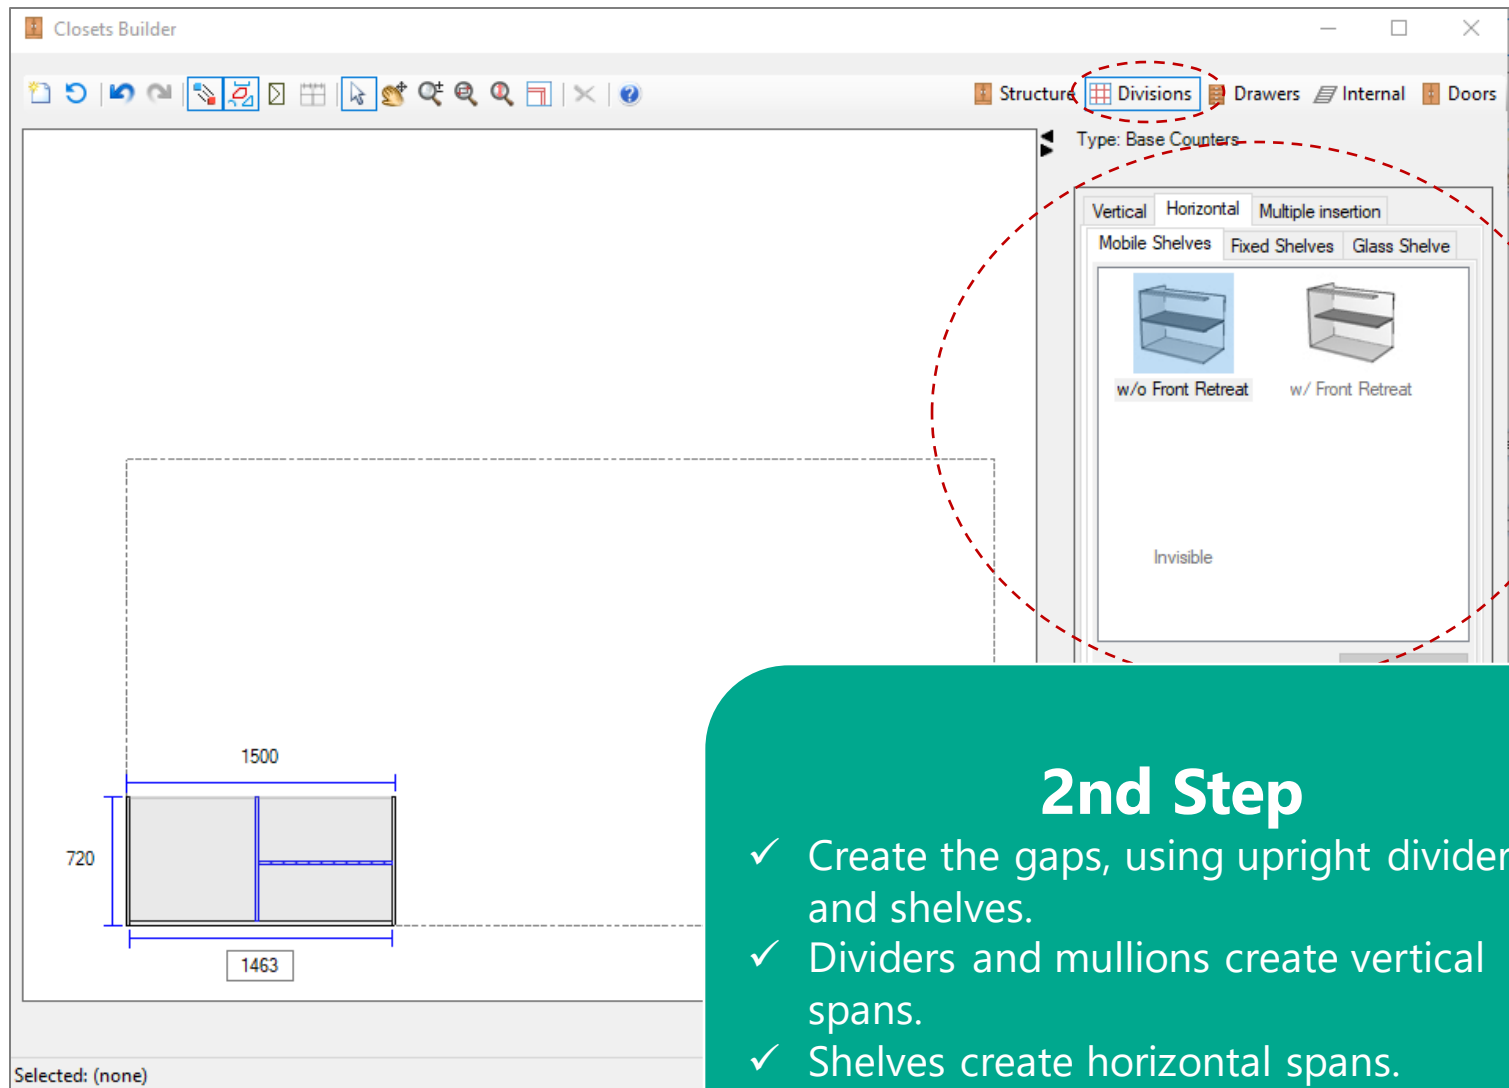 Closets Builder
Structure Divisions Drawers Internal Doors
Type: Base Counters
Vertical Horizontal Multiple insertion
Mobile Shelves Fixed Shelves Glass Shelve
w/o Front Retreat w/ Front Retreat
Invisible
1500
720
1463
2nd Step
✓ Create the gaps, using upright divider
and shelves.
✓ Dividers and mullions create vertical
spans.
✓ Shelves create horizontal spans.
Selected: (none)